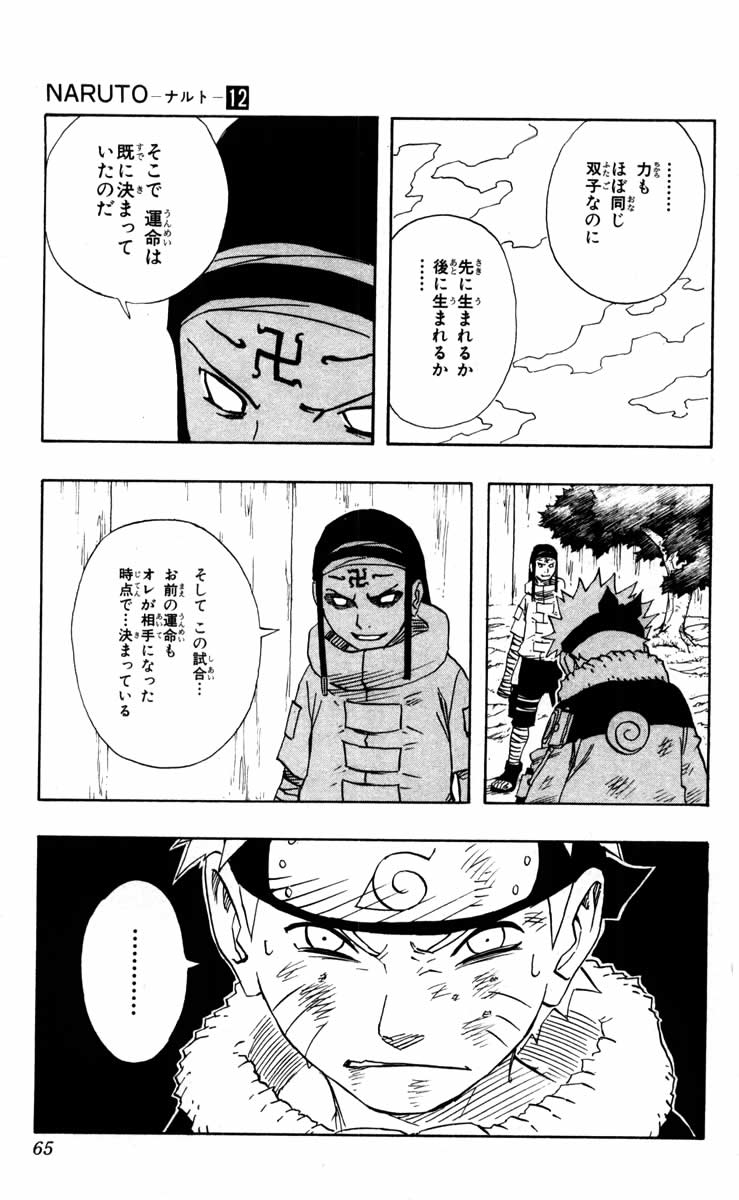 NARUTO―ナルト―12
………
力も
ほぼ同じ
双子なのに
先に生まれるか
後に生まれるか
……
そこで 運命は
既に決まって
いたのだ
そして この試合…
お前の運命も
オレが相手になった
時点で…決まっている
…………
65